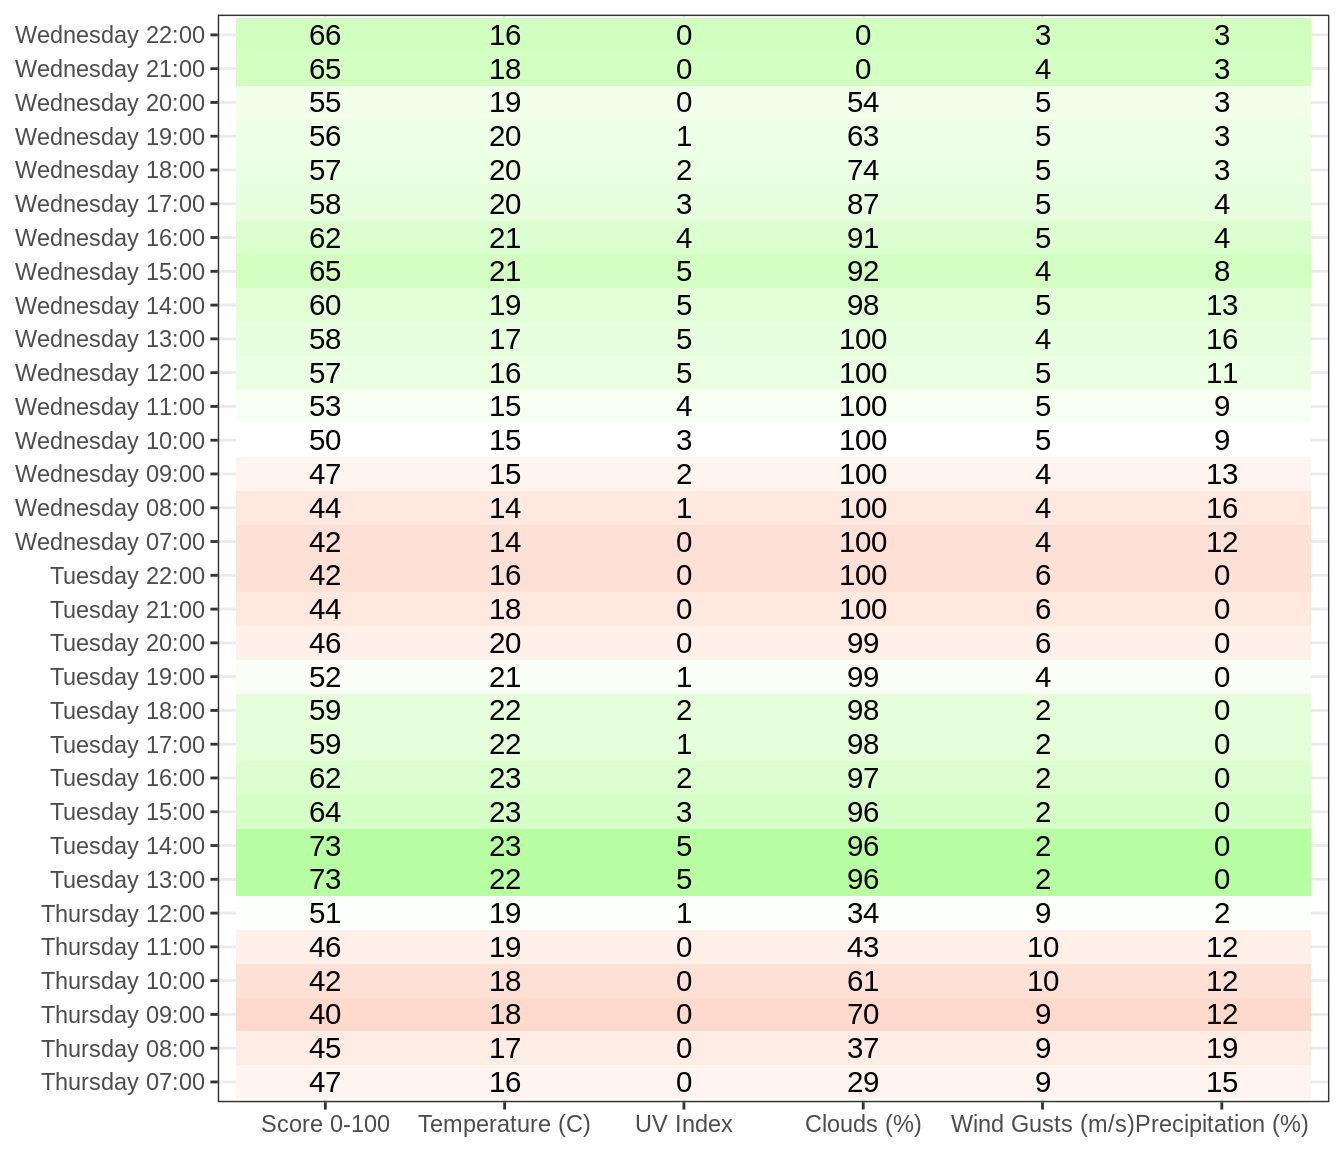 Wednesday 22:00 66 16 0 0 3 3
Wednesday 21:00 65 18 0 0 4 3
Wednesday 20:00 55 19 0 54 5 3
Wednesday 19:00 56 20 1 63 5 3
Wednesday 18:00 57 20 2 74 5 3
Wednesday 17:00 58 20 3 87 5 4
Wednesday 16:00 62 21 4 91 5 4
Wednesday 15:00 65 21 5 92 4 8
Wednesday 14:00 60 19 5 98 5 13
Wednesday 13:00 58 17 5 100 4 16
Wednesday 12:00 57 16 5 100 5 11
Wednesday 11:00 53 15 4 100 5 9
Wednesday 10:00 50 15 3 100 5 9
Wednesday 09:00 47 15 2 100 4 13
Wednesday 08:00 44 14 1 100 4 16
Wednesday 07:00 42 14 0 100 4 12
Tuesday 22:00 42 16 0 100 6 0
Tuesday 21:00 44 18 0 100 6 0
Tuesday 20:00 46 20 0 99 6 0
Tuesday 19:00 52 21 1 99 4 0
Tuesday 18:00 59 22 2 98 2 0
Tuesday 17:00 59 22 1 98 2 0
Tuesday 16:00 62 23 2 97 2 0
Tuesday 15:00 64 23 3 96 2 0
Tuesday 14:00 73 23 5 96 2 0
Tuesday 13:00 73 22 5 96 2 0
Thursday 12:00 51 19 1 34 9 2
Thursday 11:00 46 19 0 43 10 12
Thursday 10:00 42 18 0 61 10 12
Thursday 09:00 40 18 0 70 9 12
Thursday 08:00 45 17 0 37 9 19
Thursday 07:00 47 16 0 29 9 15
Score 0-100 Temperature (C) UV Index Clouds (%) Wind Gusts (m/s) Precipitation (%)